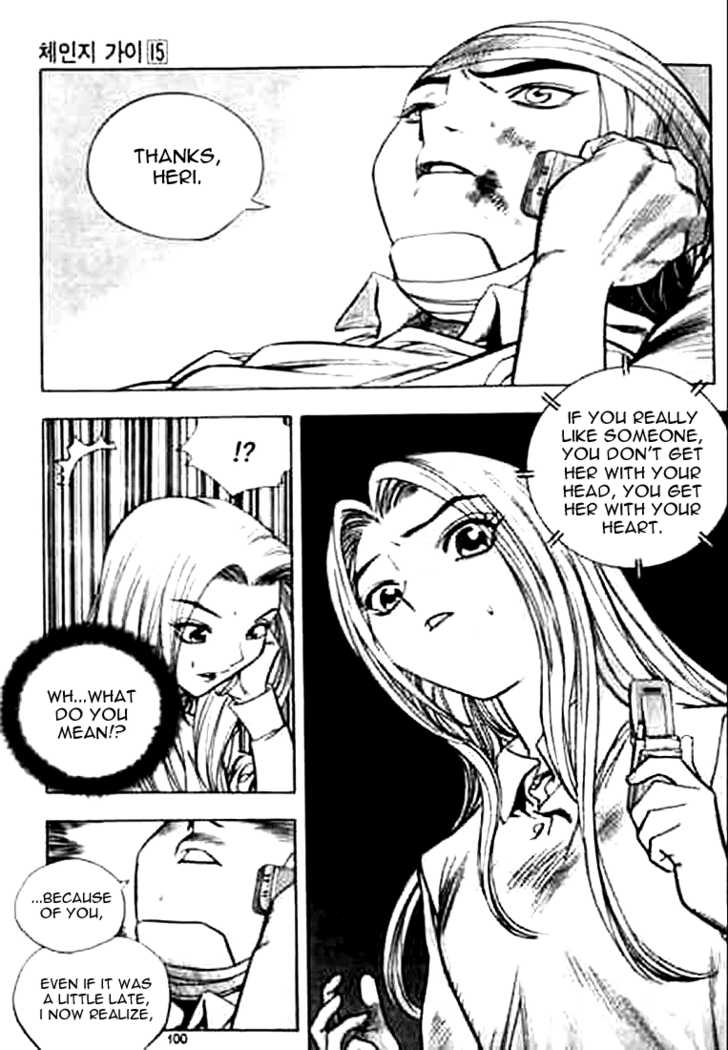 체인지 가이 15
THANKS,
HERI.
!?
WH...WHAT
DO YOU
MEAN!?
...BECAUSE
OF YOU,
EVEN IF IT WAS
A LITTLE LATE,
I NOW REALIZE,
IF YOU REALLY
LIKE SOMEONE,
YOU DON'T GET
HER WITH YOUR
HEAD, YOU GET
HER WITH YOUR
HEART.
100